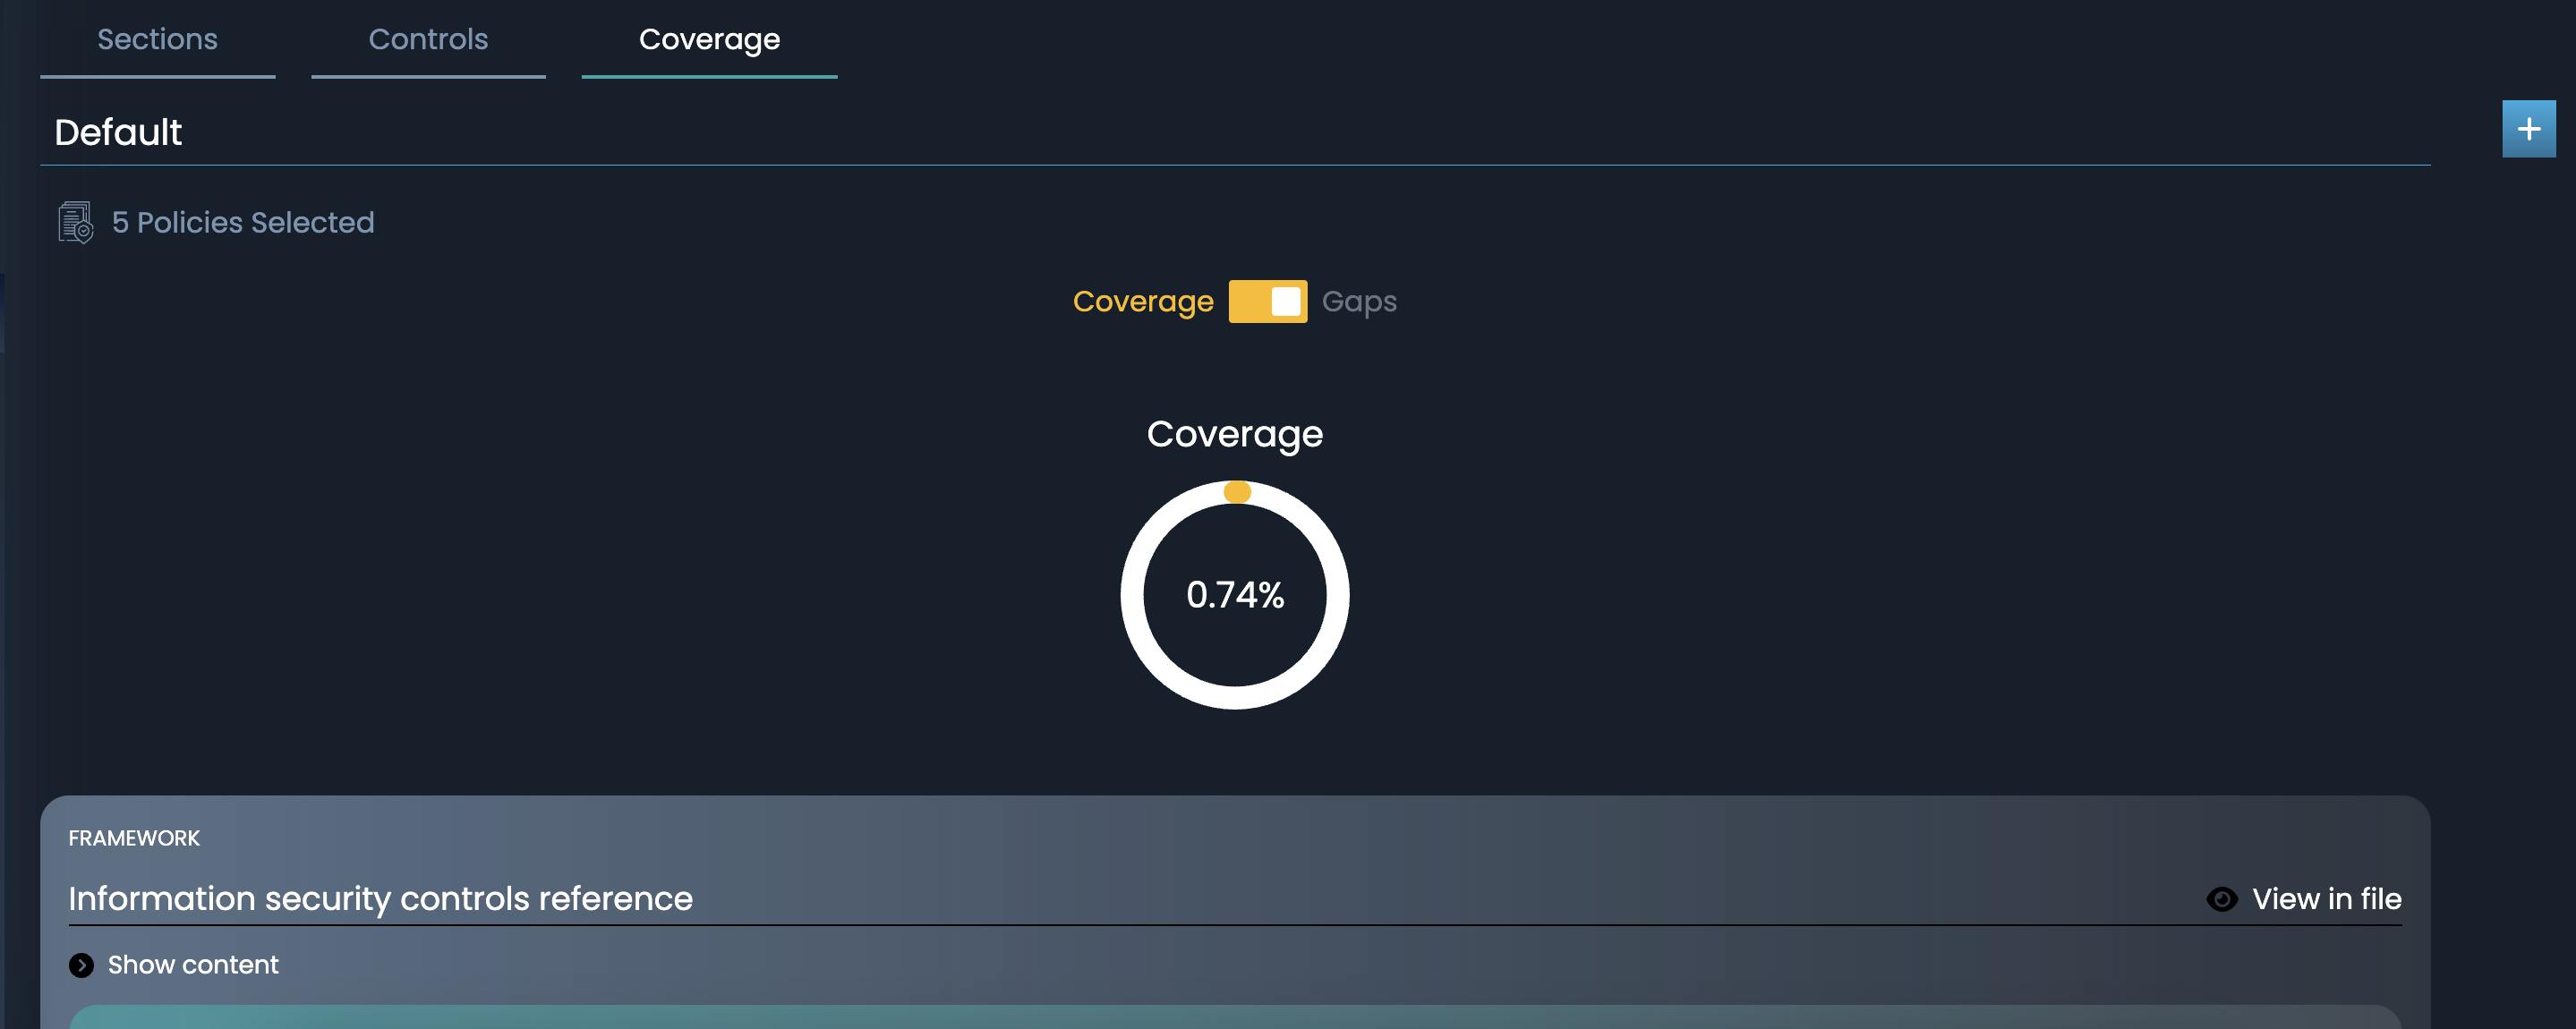 Sections Controls Coverage
Default
+
5 Policies Selected
Coverage Gaps
Coverage
0.74%
FRAMEWORK
Information security controls reference View in file
Show content